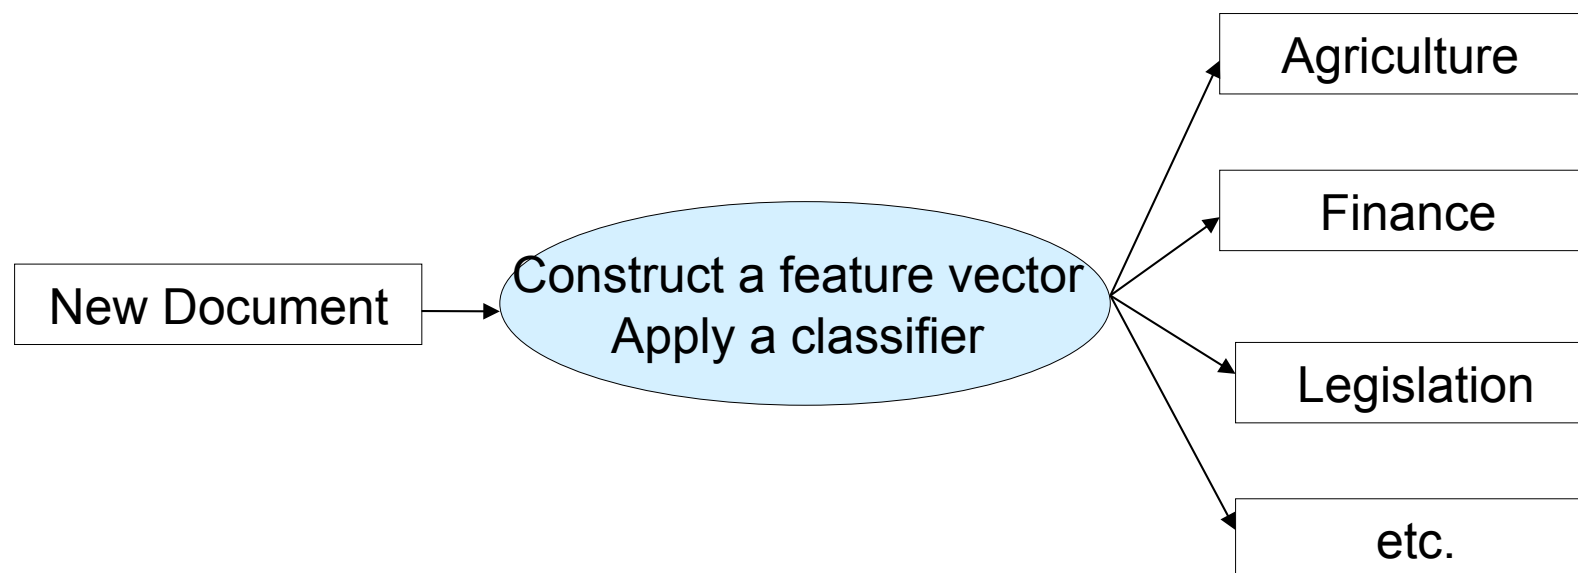 New Document
Construct a feature vector
Apply a classifier
Agriculture
Finance
Legislation
etc.